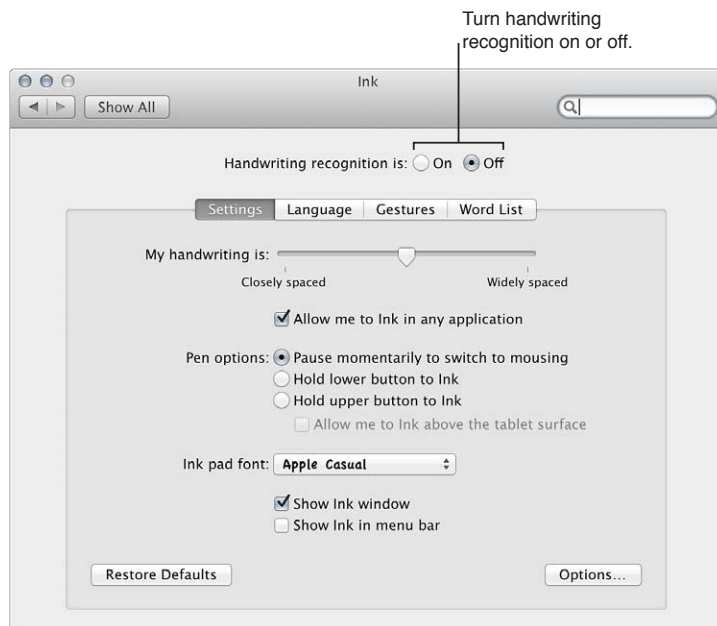 Turn handwriting
recognition on or off.
Ink
Show All
Handwriting recognition is: On Off
Settings Language Gestures Word List
My handwriting is:
Closely spaced Widely spaced
Allow me to Ink in any application
Pen options: Pause momentarily to switch to mousing
Hold lower button to Ink
Hold upper button to Ink
Allow me to Ink above the tablet surface
Ink pad font: Apple Casual
Show Ink window
Show Ink in menu bar
Restore Defaults Options...